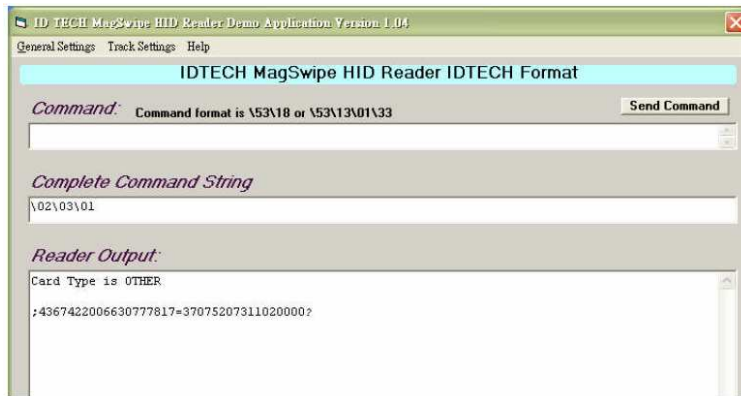 ID TECH MagSwipe HID Reader Demo Application Version 1.04
General Settings Track Settings Help
IDTECH MagSwipe HID Reader IDTECH Format
Command: Command format is \53\18 or \53\13\01\33 Send Command
Complete Command String
\02\03\01
Reader Output:
Card Type is OTHER
;4367422006630777817=37075207311020000?